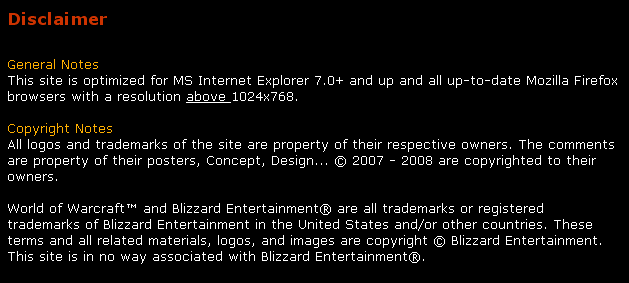 Disclaimer
General Notes
This site is optimized for MS Internet Explorer 7.0+ and up and all up-to-date Mozilla Firefox
browsers with a resolution above 1024x768.
Copyright Notes
All logos and trademarks of the site are property of their respective owners. The comments
are property of their posters, Concept, Design... © 2007 - 2008 are copyrighted to their
owners.
World of Warcraft™ and Blizzard Entertainment® are all trademarks or registered
trademarks of Blizzard Entertainment in the United States and/or other countries. These
terms and all related materials, logos, and images are copyright © Blizzard Entertainment.
This site is in no way associated with Blizzard Entertainment®.